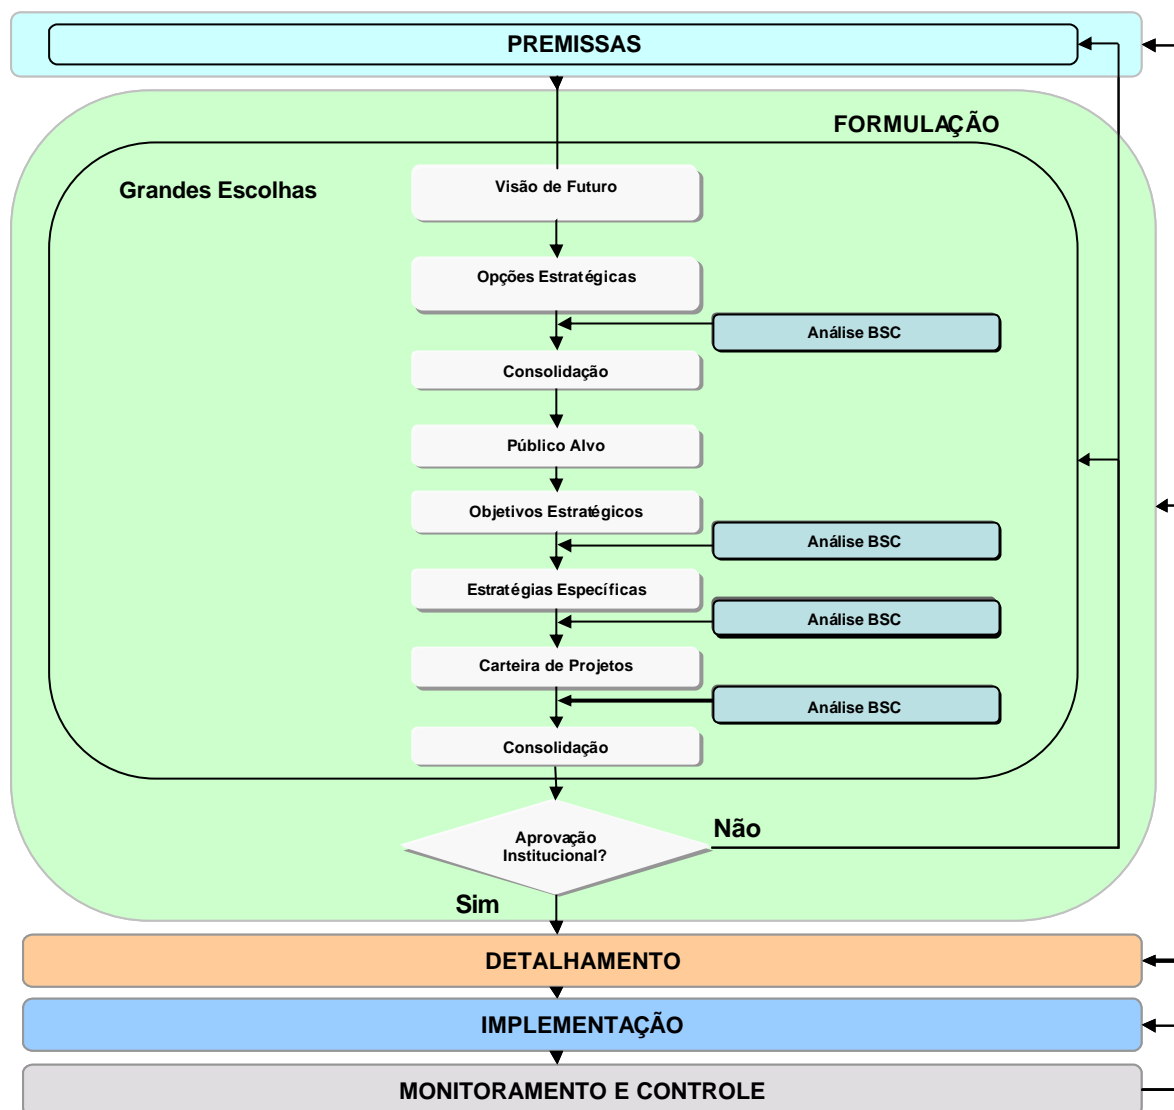 PREMISSAS
FORMULAÇÃO
Grandes Escolhas
Visão de Futuro
Opções Estratégicas
Análise BSC
Consolidação
Público Alvo
Objetivos Estratégicos
Análise BSC
Estratégias Específicas
Análise BSC
Carteira de Projetos
Análise BSC
Consolidação
Aprovação
Institucional?
Não
Sim
DETALHAMENTO
IMPLEMENTAÇÃO
MONITORAMENTO E CONTROLE